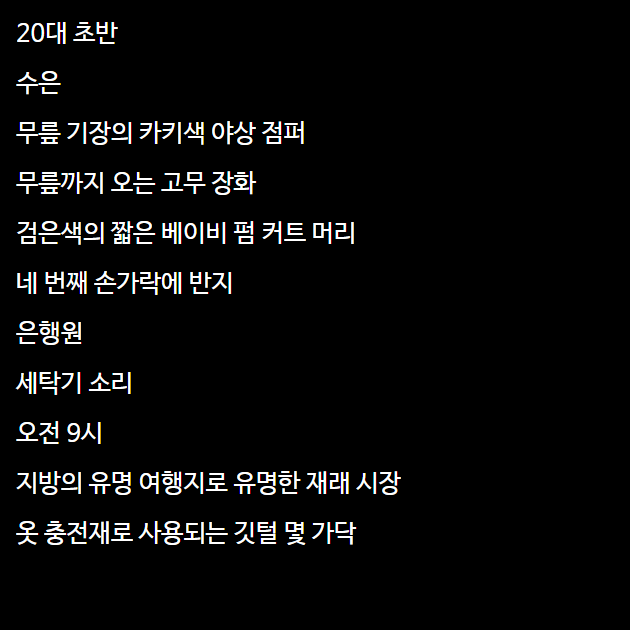 20대 초반
수은
무릎 기장의 카키색 야상 점퍼
무릎까지 오는 고무 장화
검은색의 짧은 베이비 펌 커트 머리
네 번째 손가락에 반지
은행원
세탁기 소리
오전 9시
지방의 유명 여행지로 유명한 재래 시장
옷 충전재로 사용되는 깃털 몇 가닥